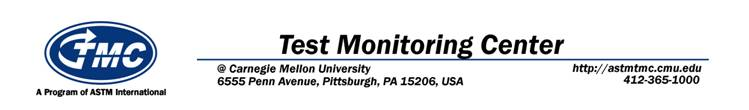 TMC
A Program of ASTM International
Test Monitoring Center
@ Carnegie Mellon University
6555 Penn Avenue, Pittsburgh, PA 15206, USA
http://astmtmc.cmu.edu
412-365-1000